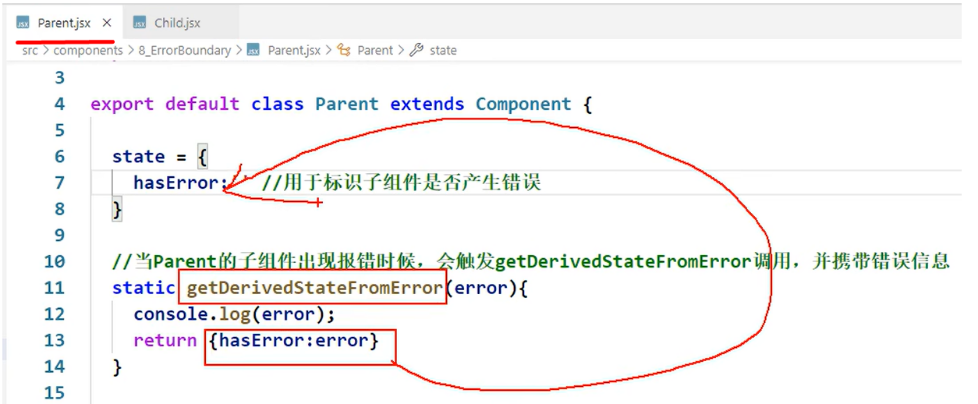 JSX Parent.jsx × JSX Child.jsx
src > components > 8_ErrorBoundary > JSX Parent.jsx > Parent > state
3
4 export default class Parent extends Component {
5
6 state = {
7 hasError: //用于标识子组件是否产生错误
8 }
9
10 //当Parent的子组件出现报错时候，会触发getDerivedStateFromError调用，并携带错误信息
11 static getDerivedStateFromError(error){
12 console.log(error);
13 return {hasError:error}
14 }
15